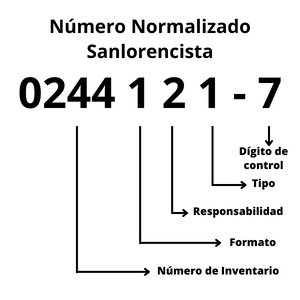 Número Normalizado
Sanlorencista
0244 1 2 1 - 7
Dígito de
control
Tipo
Responsabilidad
Formato
Número de Inventario